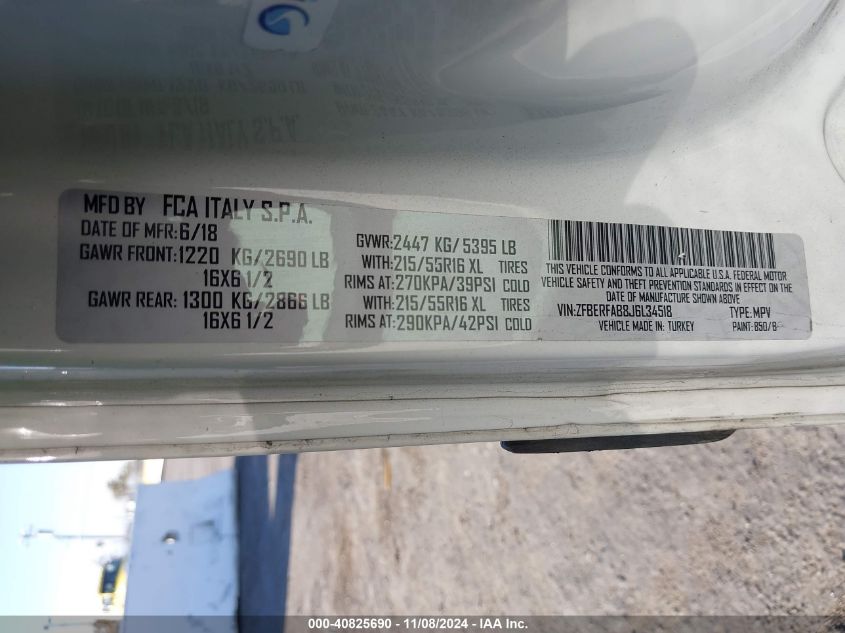 MFD BY FCA ITALY S.P.A.
DATE OF MFR: 6/18
GAWR FRONT: 1220 KG/2690 LB
16X6 1/2
GAWR REAR: 1300 KG/2866 LB
16X6 1/2
GVWR: 2447 KG/ 5395 LB
WITH: 215/55R16 XL TIRES
RIMS AT: 270KPA/39PSI COLD
WITH: 215/55R16 XL TIRES
RIMS AT: 290KPA/42PSI COLD
THIS VEHICLE CONFORMS TO ALL APPLICABLE U.S.A. FEDERAL MOTOR
VEHICLE SAFETY AND THEFT PREVENTION STANDARDS IN EFFECT ON
THE DATE OF MANUFACTURE SHOWN ABOVE
VIN: ZFBERFAB8J6L34518 TYPE: MPV
VEHICLE MADE IN: TURKEY PAINT: 850/B
000-40825690 - 11/08/2024 - IAA Inc.